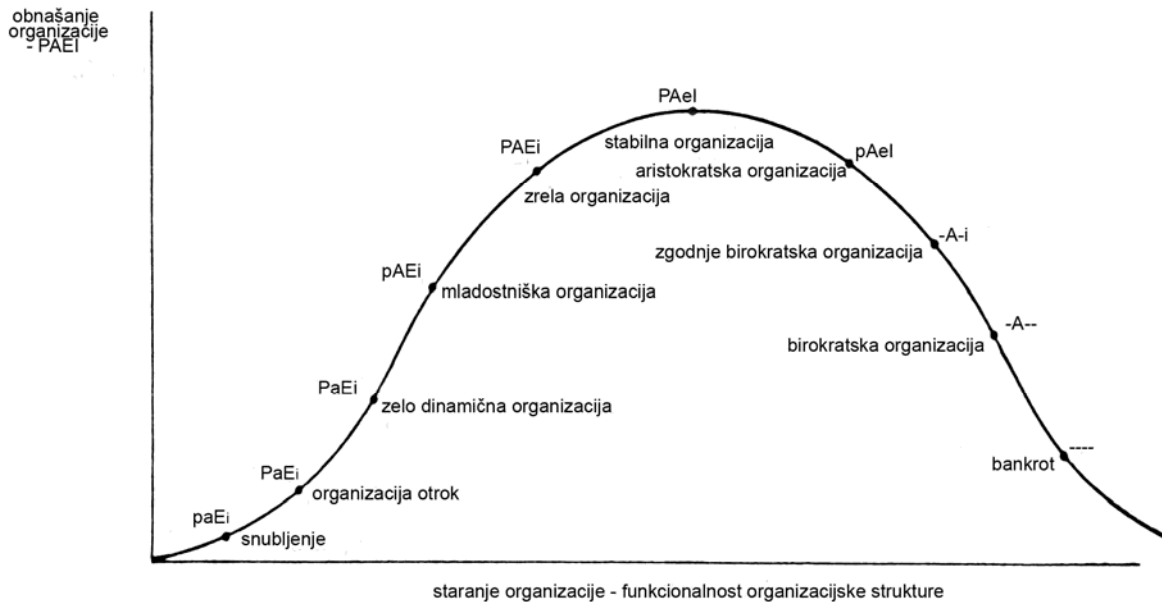 obnašanje
organizacije
- PAEI
PAeI
stabilna organizacija
PAEi
zrela organizacija
pAeI
aristokratska organizacija
-A-i
zgodnje birokratska organizacija
pAEi
mladostniška organizacija
-A--
birokratska organizacija
PaEi
zelo dinamična organizacija
----
bankrot
PaEi
organizacija otrok
paEi
snubljenje
staranje organizacije - funkcionalnost organizacijske strukture